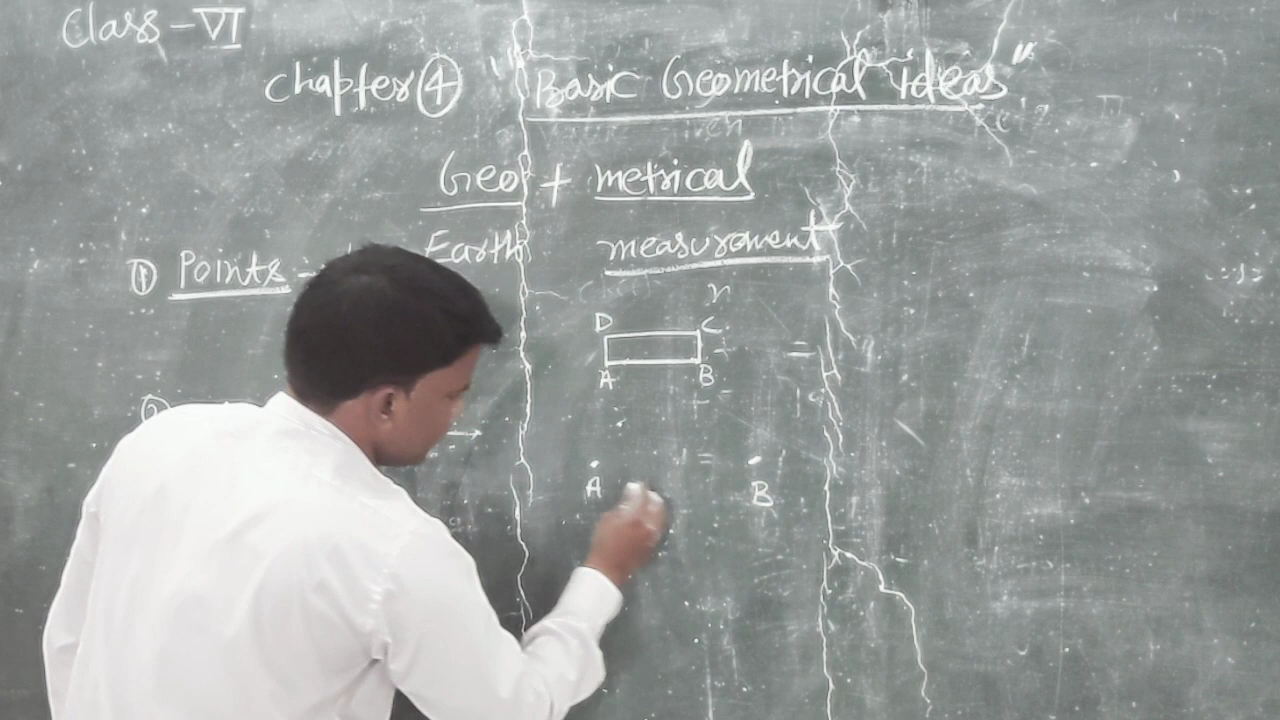 Class - VI
Chapter ④ "Basic Geometrical ideas"
Geo + metrical
Earth measurement
① Points -
D C
A B
A B